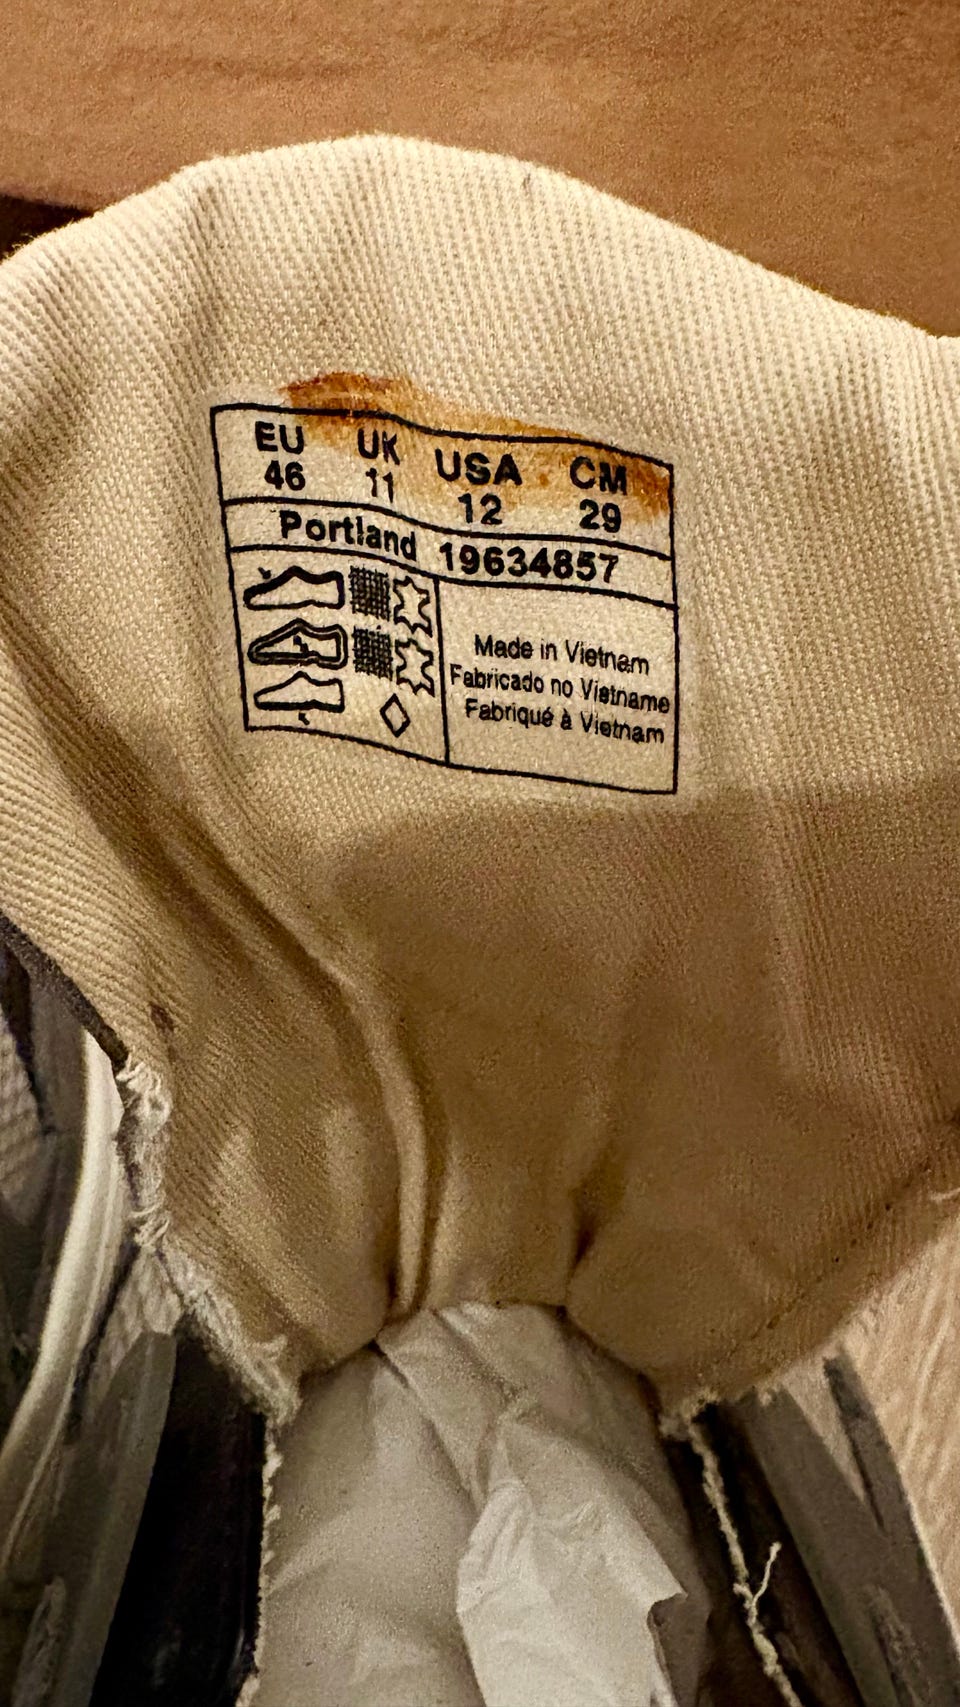 EU UK USA CM
46 11 12 29
Portland 19634857
Made in Vietnam
Fabricado no Vietname
Fabriqué à Vietnam